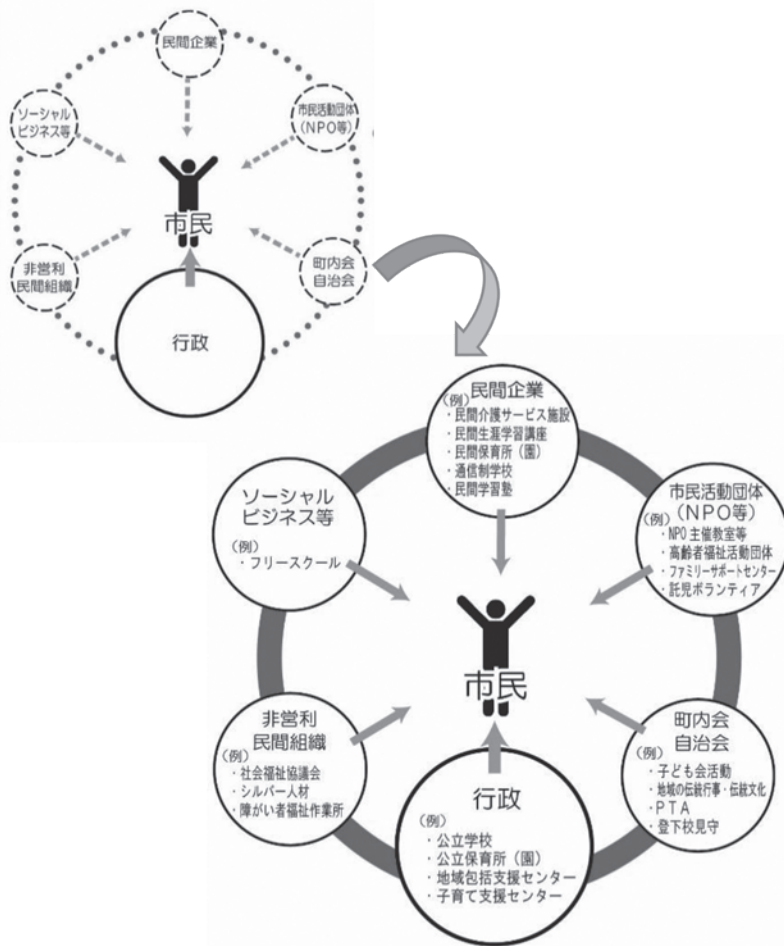 民間企業
ソーシャル
ビジネス等
市民活動団体
(NPO等)
市民
非営利
民間組織
町内会
自治会
行政
民間企業
(例)
・民間介護サービス施設
・民間生涯学習講座
・民間保育所(園)
・通信制学校
・民間学習塾
ソーシャル
ビジネス等
(例)
・フリースクール
市民活動団体
(NPO等)
(例)
・NPO主催教室等
・高齢者福祉活動団体
・ファミリーサポートセンター
・託児ボランティア
市民
非営利
民間組織
(例)
・社会福祉協議会
・シルバー人材
・障がい者福祉作業所
町内会
自治会
(例)
・子ども会活動
・地域の伝統行事・伝統文化
・PTA
・登下校見守
行政
(例)
・公立学校
・公立保育所(園)
・地域包括支援センター
・子育て支援センター